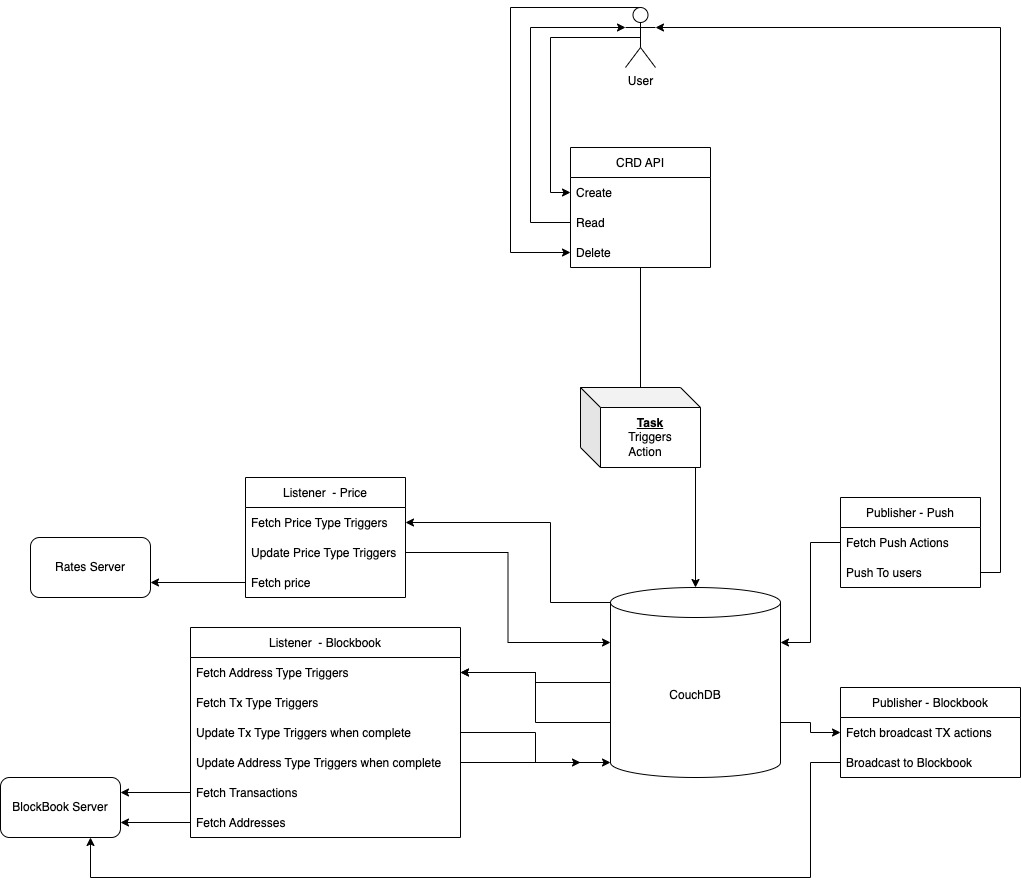 User
CRD API
Create
Read
Delete
Task
Triggers
Action
Listener - Price
Fetch Price Type Triggers
Update Price Type Triggers
Fetch price
Rates Server
Publisher - Push
Fetch Push Actions
Push To users
Listener - Blockbook
Fetch Address Type Triggers
Fetch Tx Type Triggers
Update Tx Type Triggers when complete
Update Address Type Triggers when complete
Fetch Transactions
Fetch Addresses
CouchDB
Publisher - Blockbook
Fetch broadcast TX actions
Broadcast to Blockbook
BlockBook Server